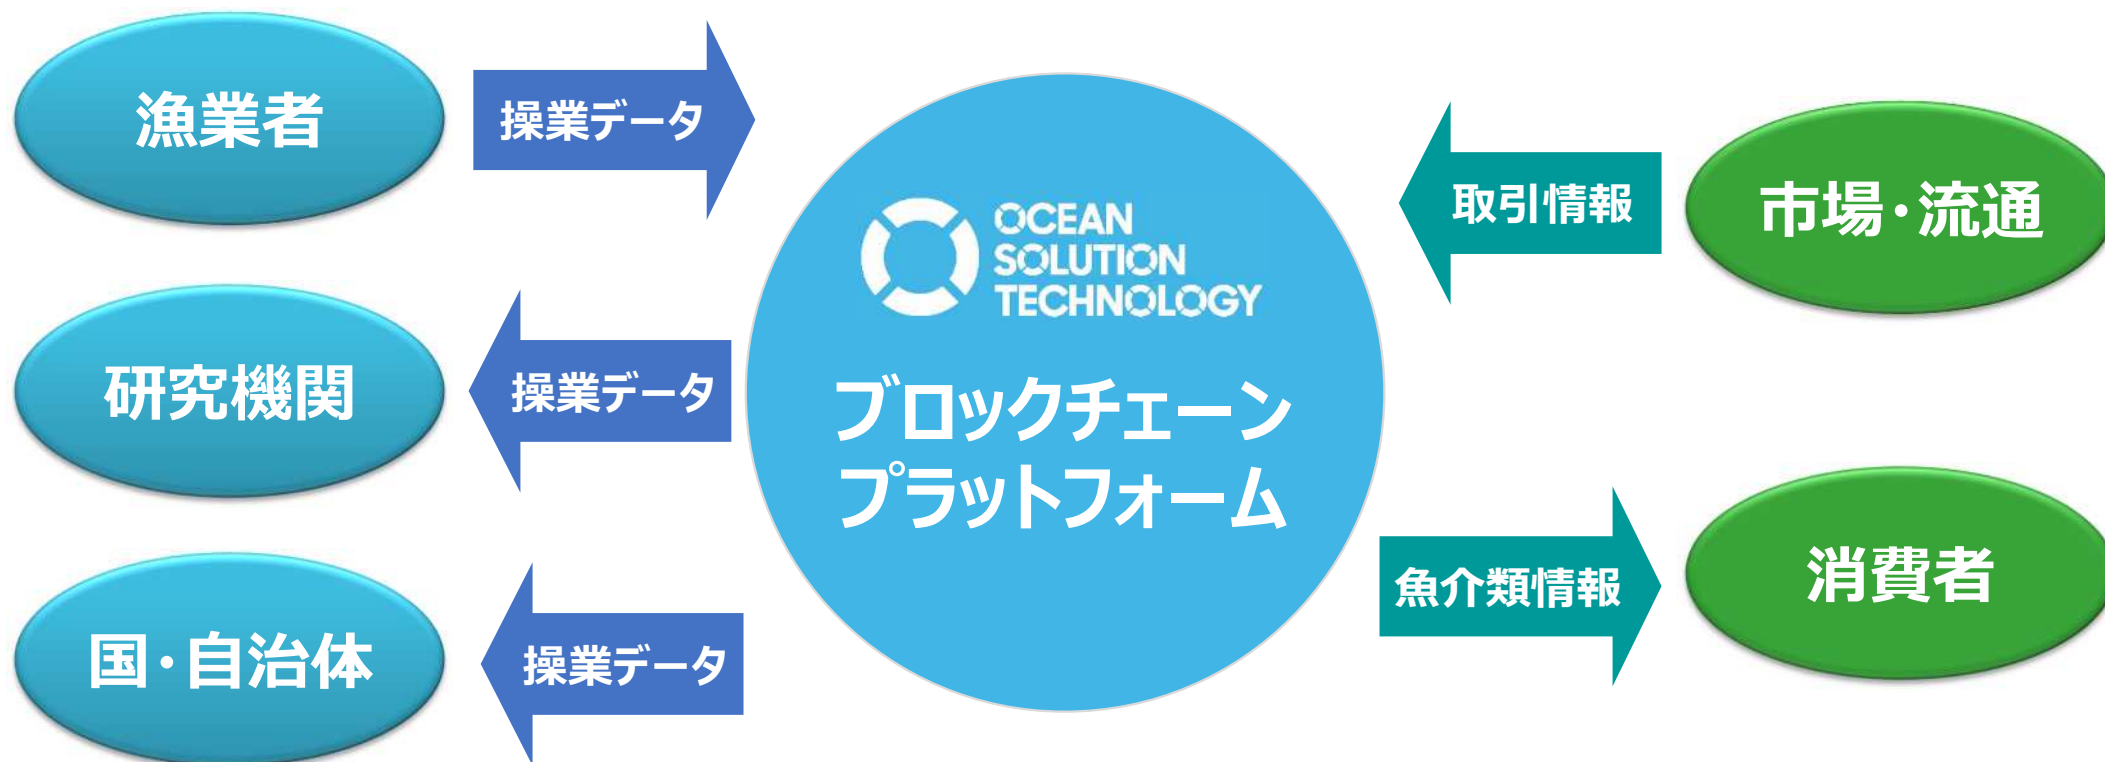 漁業者
操業データ
研究機関
操業データ
国・自治体
操業データ
OCEAN
SOLUTION
TECHNOLOGY
ブロックチェーン
プラットフォーム
取引情報
市場・流通
魚介類情報
消費者